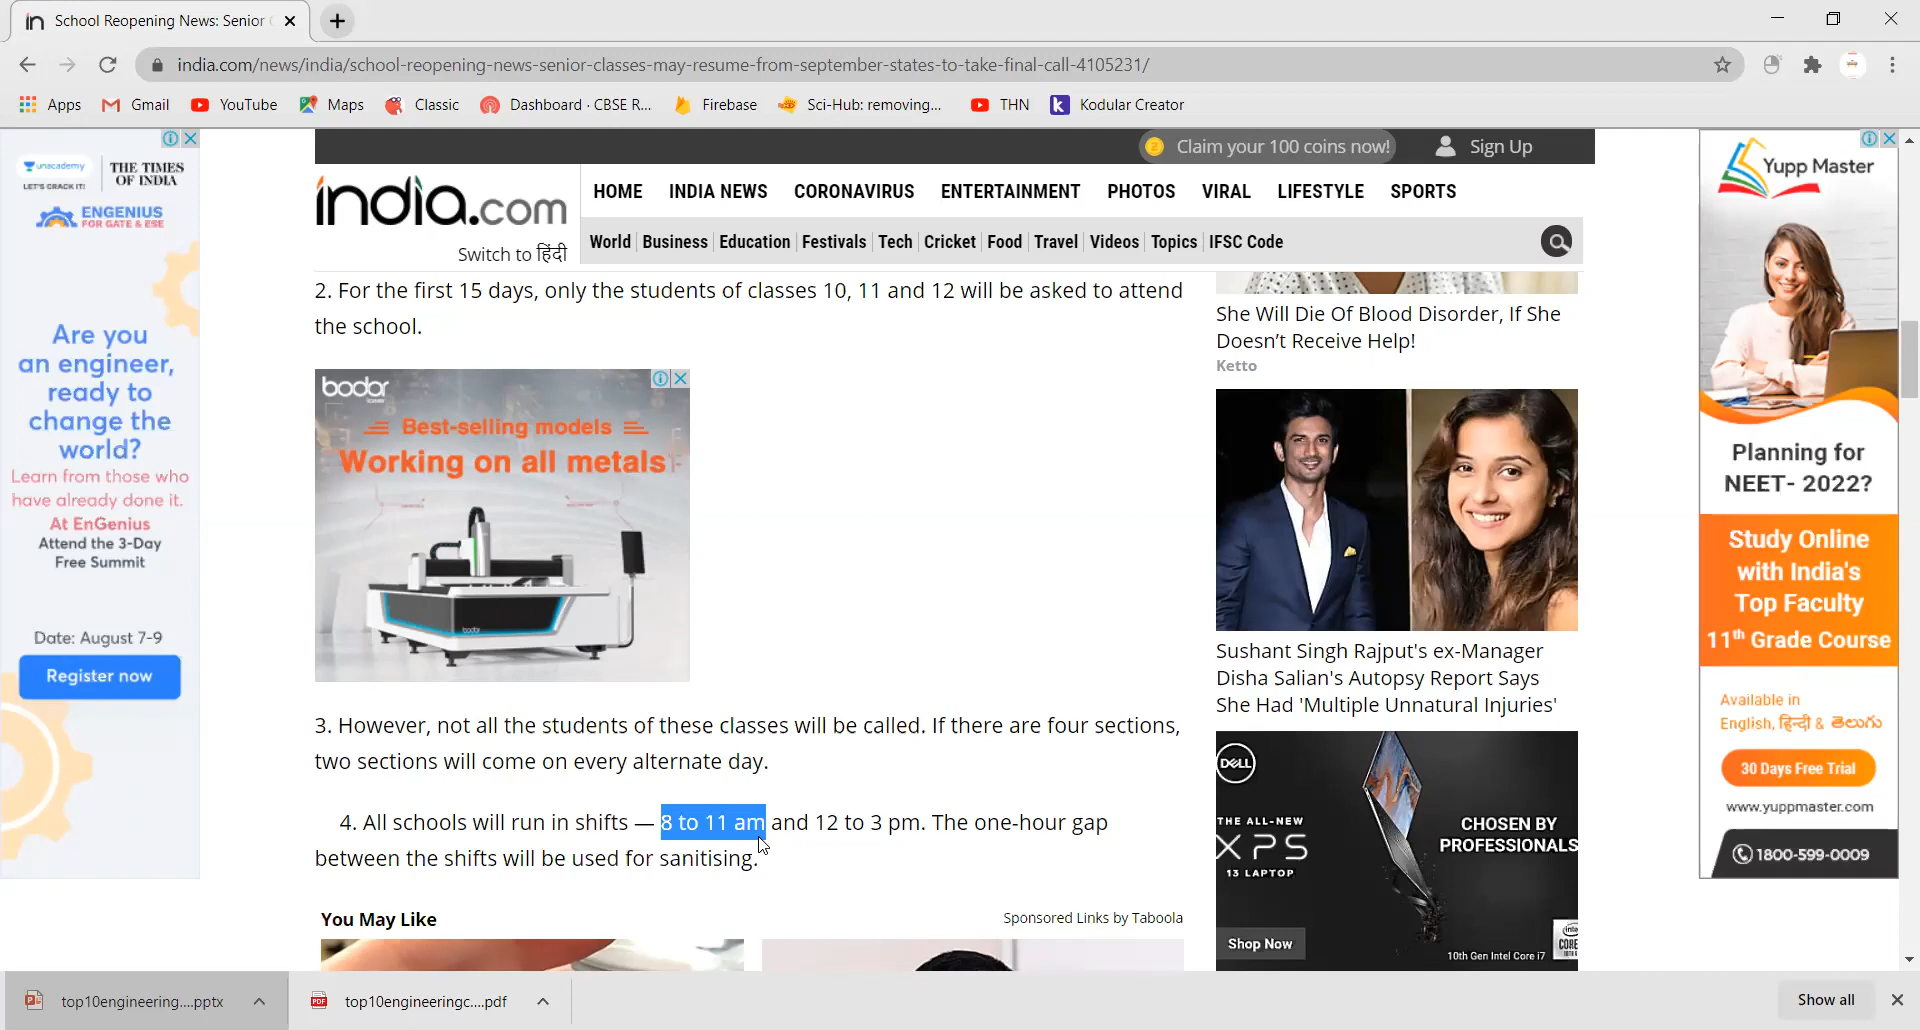 School Reopening News: Senior
india.com/news/india/school-reopening-news-senior-classes-may-resume-from-september-states-to-take-final-call-4105231/
Apps Gmail YouTube Maps Classic Dashboard · CBSE R... Firebase Sci-Hub: removing... THN Kodular Creator
Claim your 100 coins now! Sign Up
india.com
Switch to हिंदी
HOME INDIA NEWS CORONAVIRUS ENTERTAINMENT PHOTOS VIRAL LIFESTYLE SPORTS
World Business Education Festivals Tech Cricket Food Travel Videos Topics IFSC Code
unacademy
LET'S CRACK IT!
THE TIMES
OF INDIA
ENGENIUS
FOR GATE & ESE
Are you
an engineer,
ready to
change the
world?
Learn from those who
have already done it.
At EnGenius
Attend the 3-Day
Free Summit
Date: August 7-9
Register now
2. For the first 15 days, only the students of classes 10, 11 and 12 will be asked to attend
the school.
bodor
Best-selling models
Working on all metals
bodor
3. However, not all the students of these classes will be called. If there are four sections,
two sections will come on every alternate day.
4. All schools will run in shifts — 8 to 11 am and 12 to 3 pm. The one-hour gap
between the shifts will be used for sanitising.
You May Like
Sponsored Links by Taboola
She Will Die Of Blood Disorder, If She
Doesn't Receive Help!
Ketto
Sushant Singh Rajput's ex-Manager
Disha Salian's Autopsy Report Says
She Had 'Multiple Unnatural Injuries'
DELL
THE ALL-NEW
XPS
13 LAPTOP
CHOSEN BY
PROFESSIONALS
Shop Now
10th Gen Intel Core i7
Yupp Master
Planning for
NEET- 2022?
Study Online
with India's
Top Faculty
11th Grade Course
Available in
English, हिन्दी & తెలుగు
30 Days Free Trial
www.yuppmaster.com
1800-599-0009
top10engineering....pptx
top10engineeringc....pdf
Show all